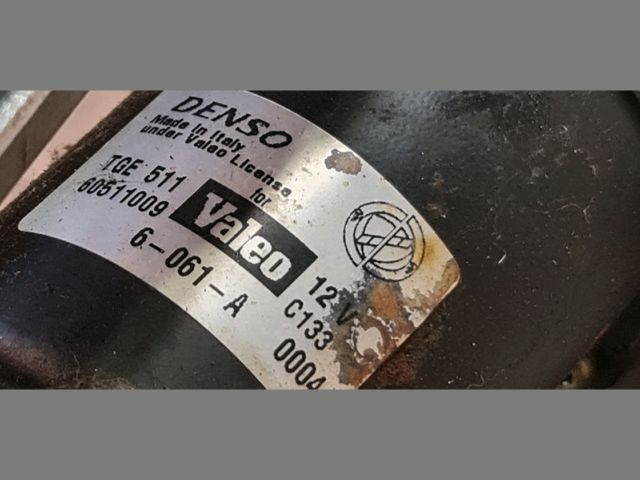 DENSO
Made in Italy
under Valeo License
for
TGE 511
60511009
Valeo
12 V
6-061-A
C133
0004